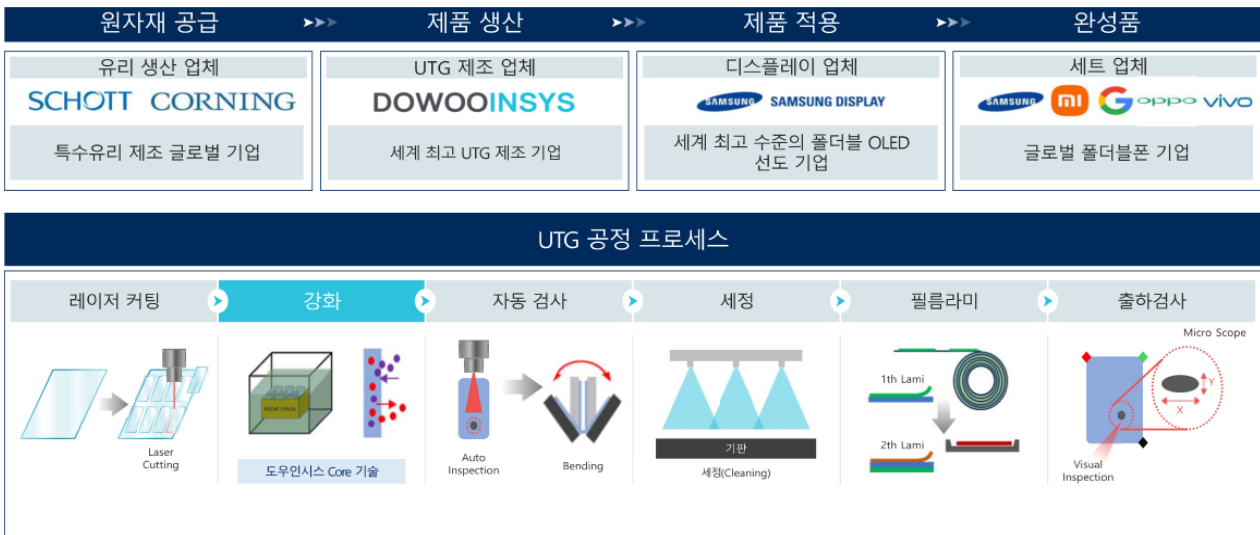 원자재 공급
제품 생산
제품 적용
완성품
유리 생산 업체
UTG 제조 업체
디스플레이 업체
세트 업체
SCHOTT CORNING
DOWOOINSYS
SAMSUNG SAMSUNG DISPLAY
SAMSUNG mi G oppo vivo
특수유리 제조 글로벌 기업
세계 최고 UTG 제조 기업
세계 최고 수준의 폴더블 OLED
선도 기업
글로벌 폴더블폰 기업
UTG 공정 프로세스
레이저 커팅
강화
자동 검사
세정
필름라미
출하검사
Laser
Cutting
도우인시스 Core 기술
Auto
Inspection
Bending
기판
세정(Cleaning)
1th Lami
2th Lami
Micro Scope
Y
X
Visual
Inspection